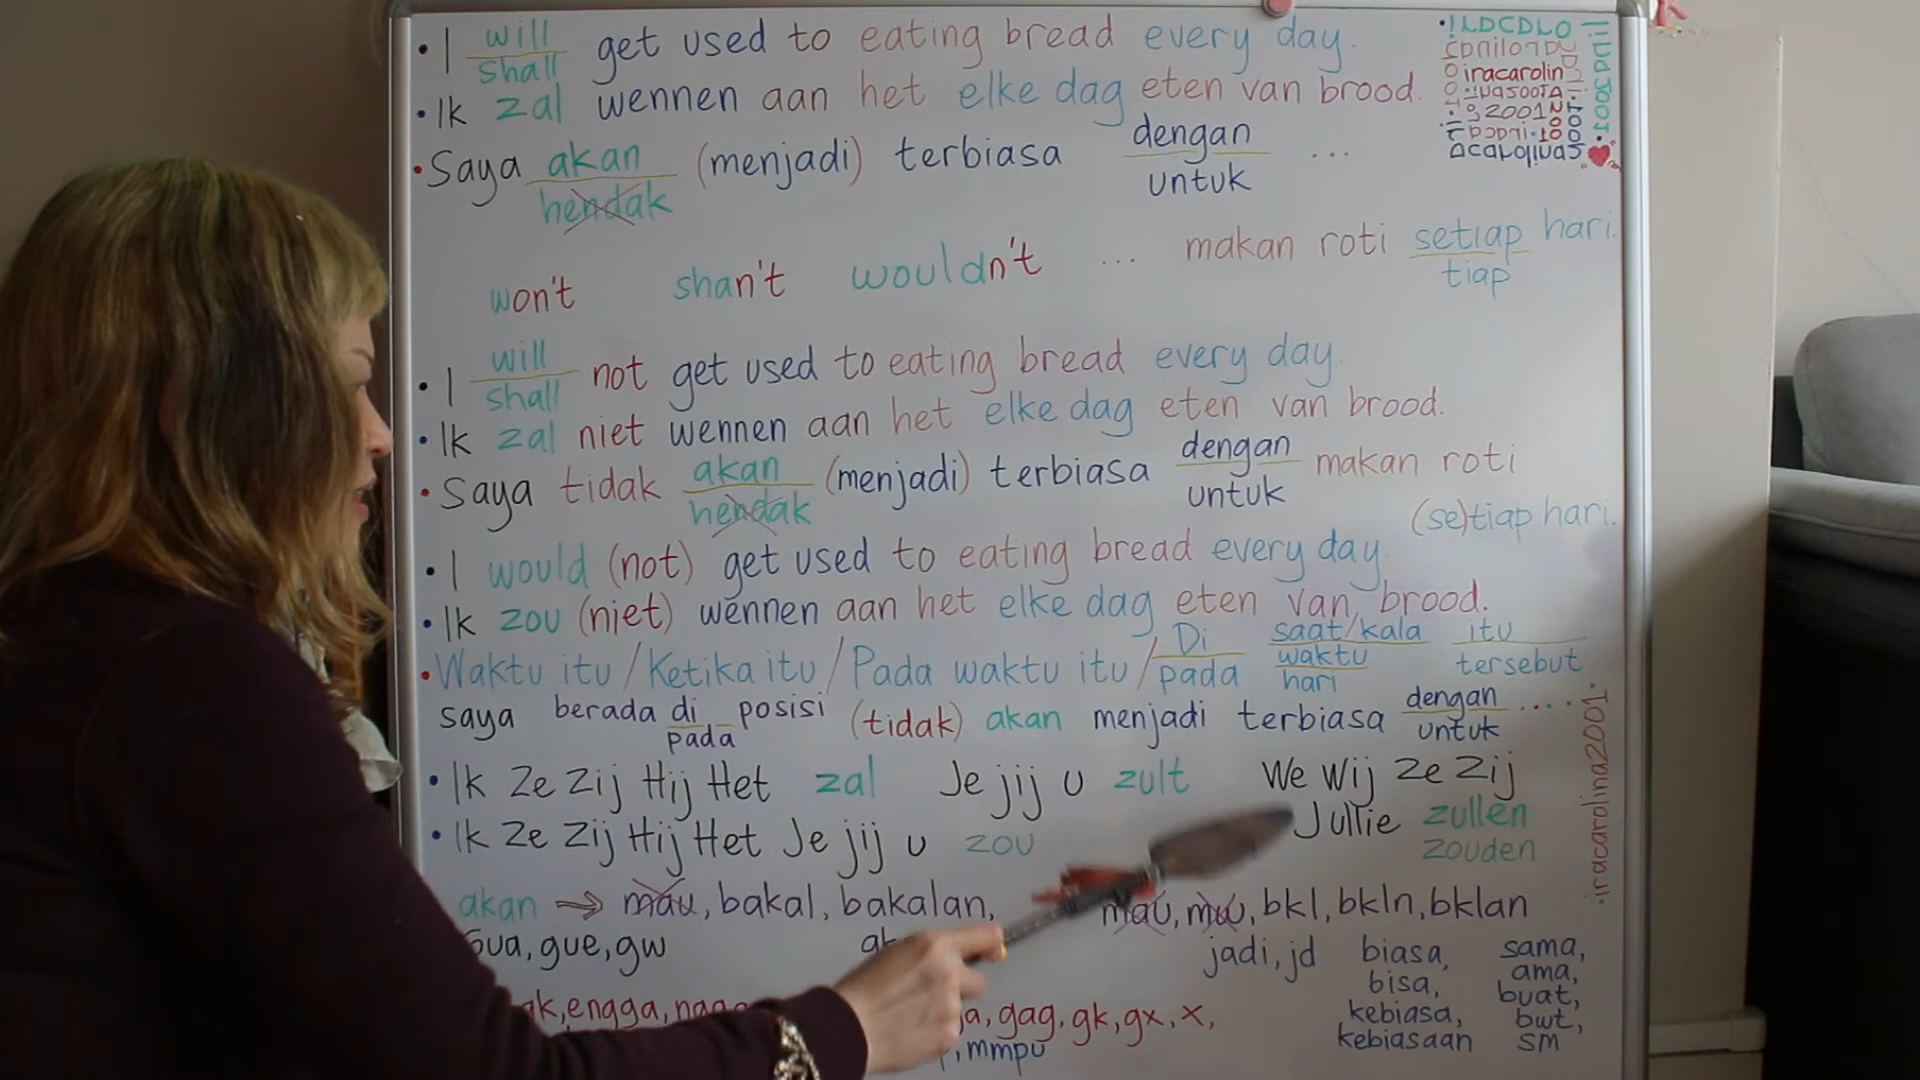 • I will/shall get used to eating bread every day.
• Ik zal wennen aan het elke dag eten van brood.
• Saya akan/hendak (menjadi) terbiasa dengan/untuk ...
won't shan't wouldn't ... makan roti setiap/tiap hari.
• I will/shall not get used to eating bread every day.
• Ik zal niet wennen aan het elke dag eten van brood.
• Saya tidak akan/hendak (menjadi) terbiasa dengan/untuk makan roti
(se)tiap hari.
• I would (not) get used to eating bread every day
• Ik zou (niet) wennen aan het elke dag eten van brood.
• Waktu itu / Ketika itu / Pada waktu itu / Di/pada saat/kala/waktu/hari itu/tersebut
saya berada di/pada posisi (tidak) akan menjadi terbiasa dengan/untuk ....
• Ik Ze Zij Hij Het zal Je jij u zult We Wij Ze Zij
Jullie zullen
• Ik Ze Zij Hij Het Je jij u zou zouden
akan ⇒ mau, bakal, bakalan, mau, mw, bkl, bkln, bklan
gue, gw jadi, jd biasa, sama,
bisa, ama,
engga, gag, gk, gx, x, kebiasa, buat,
bwt,
mmpu kebiasaan sm
iracarolin
2001
iracarolina2001.